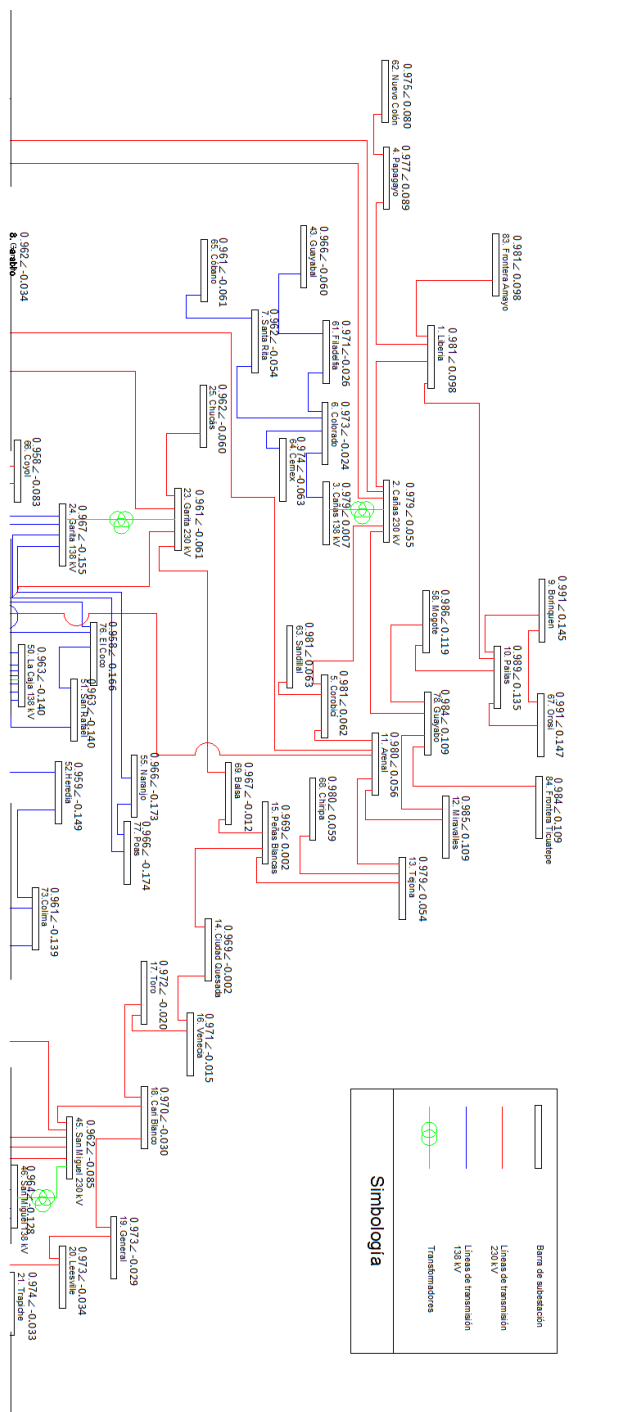 0.991∠0.145
9. Borinquen
0.991∠0.147
67. Orosi
0.984∠0.109
84. Frontera Ticuatepe
0.981∠0.098
83. Frontera Amayo
0.989∠0.135
10. Pailas
0.981∠0.098
1. Liberia
0.986∠0.119
58. Mogote
0.984∠0.109
78. Guayabo
0.985∠0.109
12. Miravalles
0.975∠0.080
62. Nuevo Colón
0.977∠0.089
4. Papagayo
0.979∠0.055
2. Cañas 230 kV
0.980∠0.056
11. Arenal
0.979∠0.054
13. Tejona
0.966∠-0.060
43. Guayabal
0.971∠-0.026
61. Filadelfia
0.973∠-0.024
6. Colorado
0.979∠0.007
3. Cañas 138 kV
0.974∠-0.063
64. Cemex
0.981∠0.063
63. Sandillal
0.981∠0.062
5. Corobicí
0.980∠0.059
68. Chiripa
0.961∠-0.061
65. Cóbano
0.962∠-0.054
7. Santa Rita
0.962∠-0.060
25. Chucás
0.961∠-0.061
23. Garita 230 kV
0.967∠-0.012
69. Balsa
0.969∠0.002
15. Peñas Blancas
0.969∠-0.002
14. Ciudad Quesada
0.971∠-0.015
16. Venecia
0.972∠-0.020
17. Toro
0.970∠-0.030
18. Cari Blanco
0.973∠-0.029
19. General
0.966∠-0.173
55. Naranjo
0.966∠-0.174
77. Poas
0.968∠-0.166
76. El Coco
0.963∠-0.140
51. San Rafael
0.967∠-0.155
24. Garita 138 kV
0.959∠-0.149
52. Heredia
0.961∠-0.139
73. Colima
0.962∠-0.085
45. San Miguel 230 kV
0.973∠-0.034
20. Leesville
0.962∠-0.034
0.958∠-0.083
66. Coyol
0.963∠-0.140
50. La Caja 138 kV
0.964∠-0.128
46. San Miguel 138 kV
0.974∠-0.033
21. Trapiche
Barra de subestación
Líneas de transmisión
230 kV
Líneas de transmisión
138 kV
Transformadores
Simbología